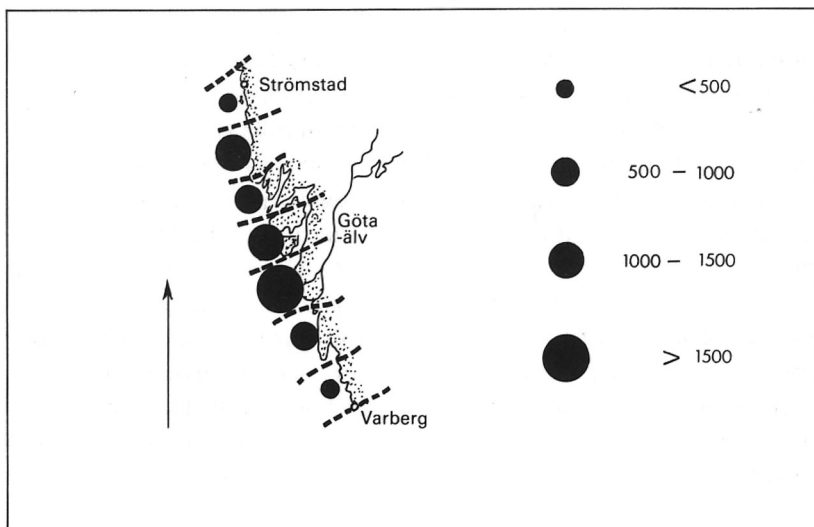 Strömstad
Göta
-älv
Varberg
< 500
500 – 1000
1000 – 1500
> 1500